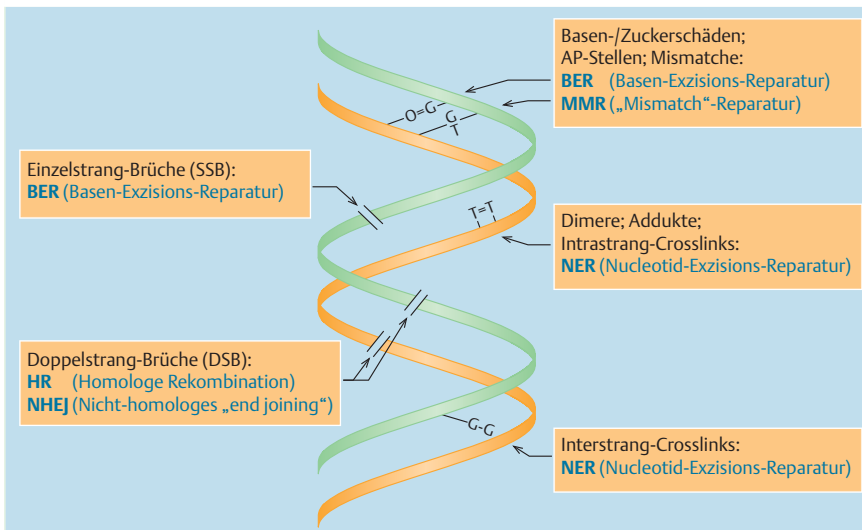 Basen-/Zuckerschäden;
AP-Stellen; Mismatche:
BER (Basen-Exzisions-Reparatur)
MMR („Mismatch“-Reparatur)
O=G
G
T
Einzelstrang-Brüche (SSB):
BER (Basen-Exzisions-Reparatur)
T=T
Dimere; Addukte;
Intrastrang-Crosslinks:
NER (Nucleotid-Exzisions-Reparatur)
Doppelstrang-Brüche (DSB):
HR (Homologe Rekombination)
NHEJ (Nicht-homologes „end joining“)
G-G
Interstrang-Crosslinks:
NER (Nucleotid-Exzisions-Reparatur)